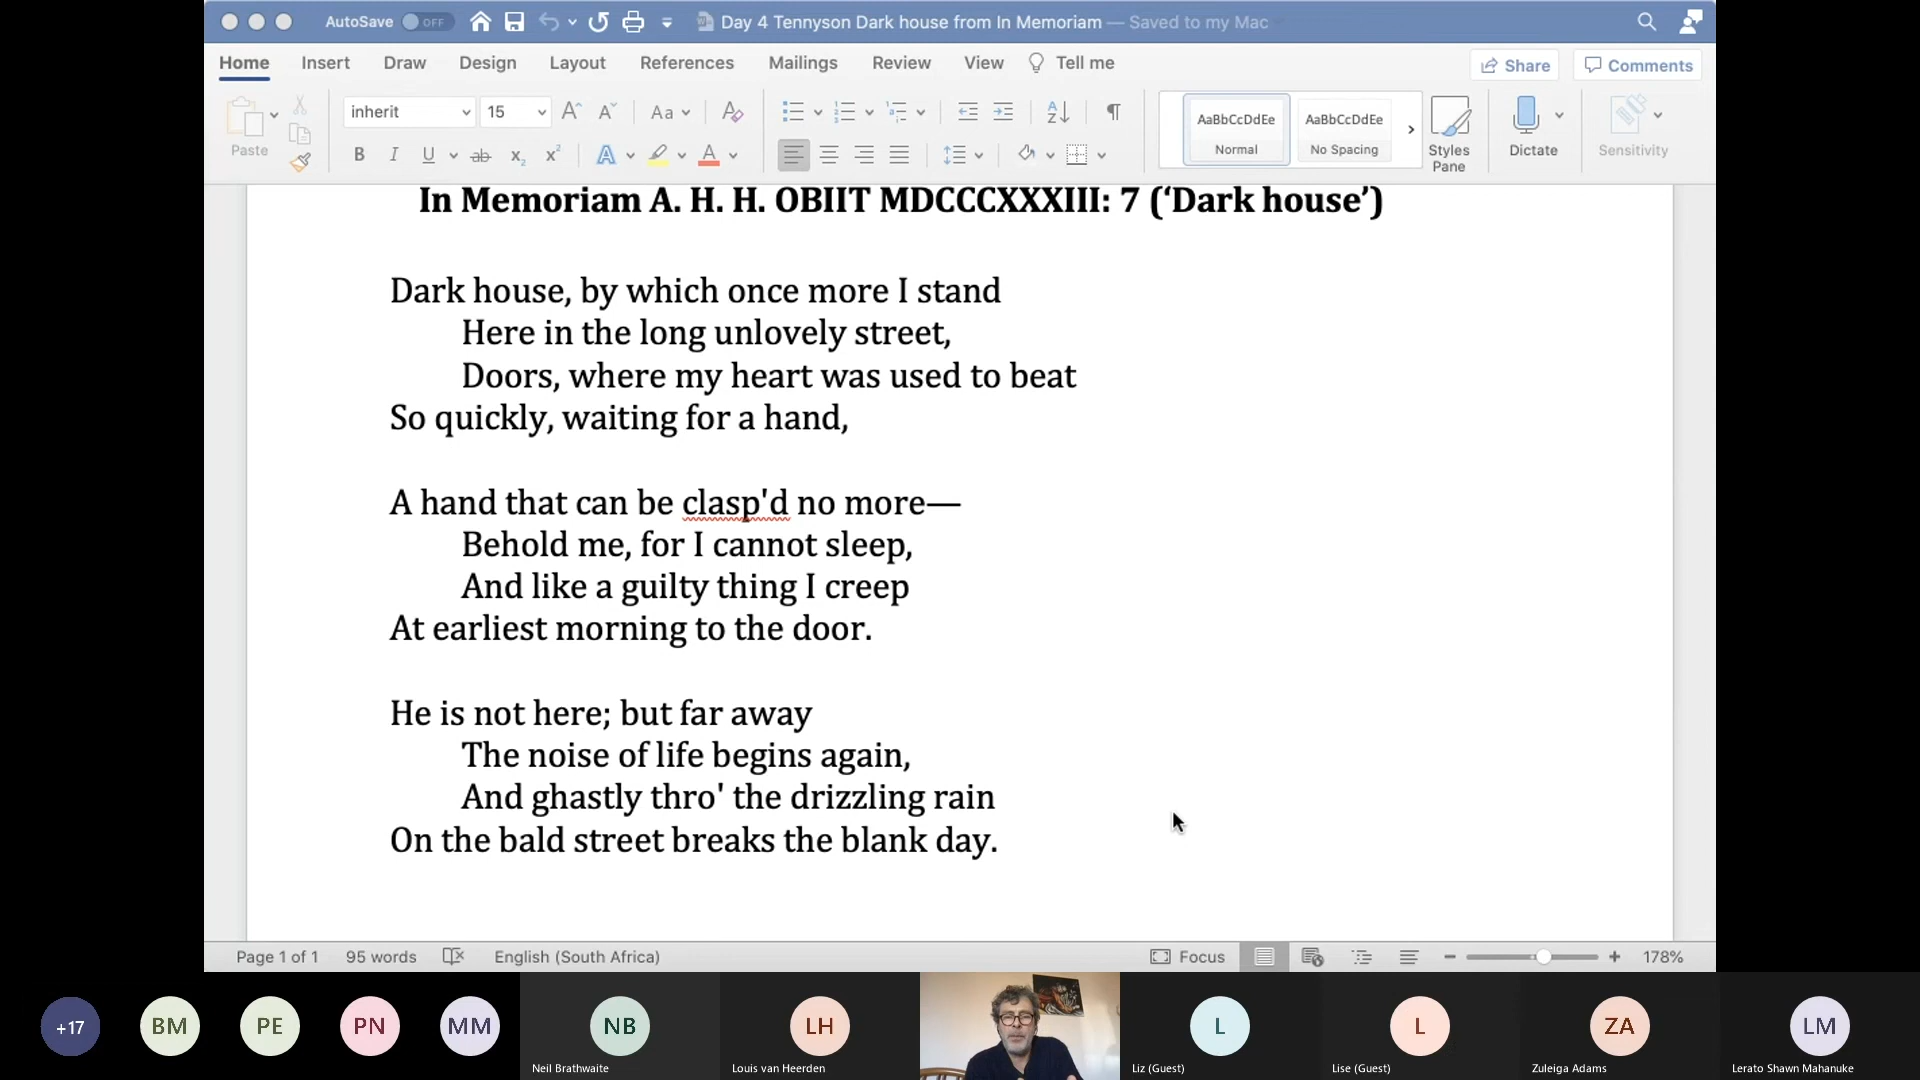 AutoSave OFF Day 4 Tennyson Dark house from In Memoriam — Saved to my Mac
Home Insert Draw Design Layout References Mailings Review View Tell me Share Comments
Paste inherit 15 Aa AaBbCcDdEe Normal AaBbCcDdEe No Spacing Styles Pane Dictate Sensitivity
In Memoriam A. H. H. OBIIT MDCCCXXXIII: 7 (‘Dark house’)
Dark house, by which once more I stand
Here in the long unlovely street,
Doors, where my heart was used to beat
So quickly, waiting for a hand,
A hand that can be clasp'd no more—
Behold me, for I cannot sleep,
And like a guilty thing I creep
At earliest morning to the door.
He is not here; but far away
The noise of life begins again,
And ghastly thro' the drizzling rain
On the bald street breaks the blank day.
Page 1 of 1 95 words English (South Africa) Focus 178%
+17 BM PE PN MM NB LH L L ZA LM
Neil Brathwaite Louis van Heerden Liz (Guest) Lise (Guest) Zuleiga Adams Lerato Shawn Mahanuke